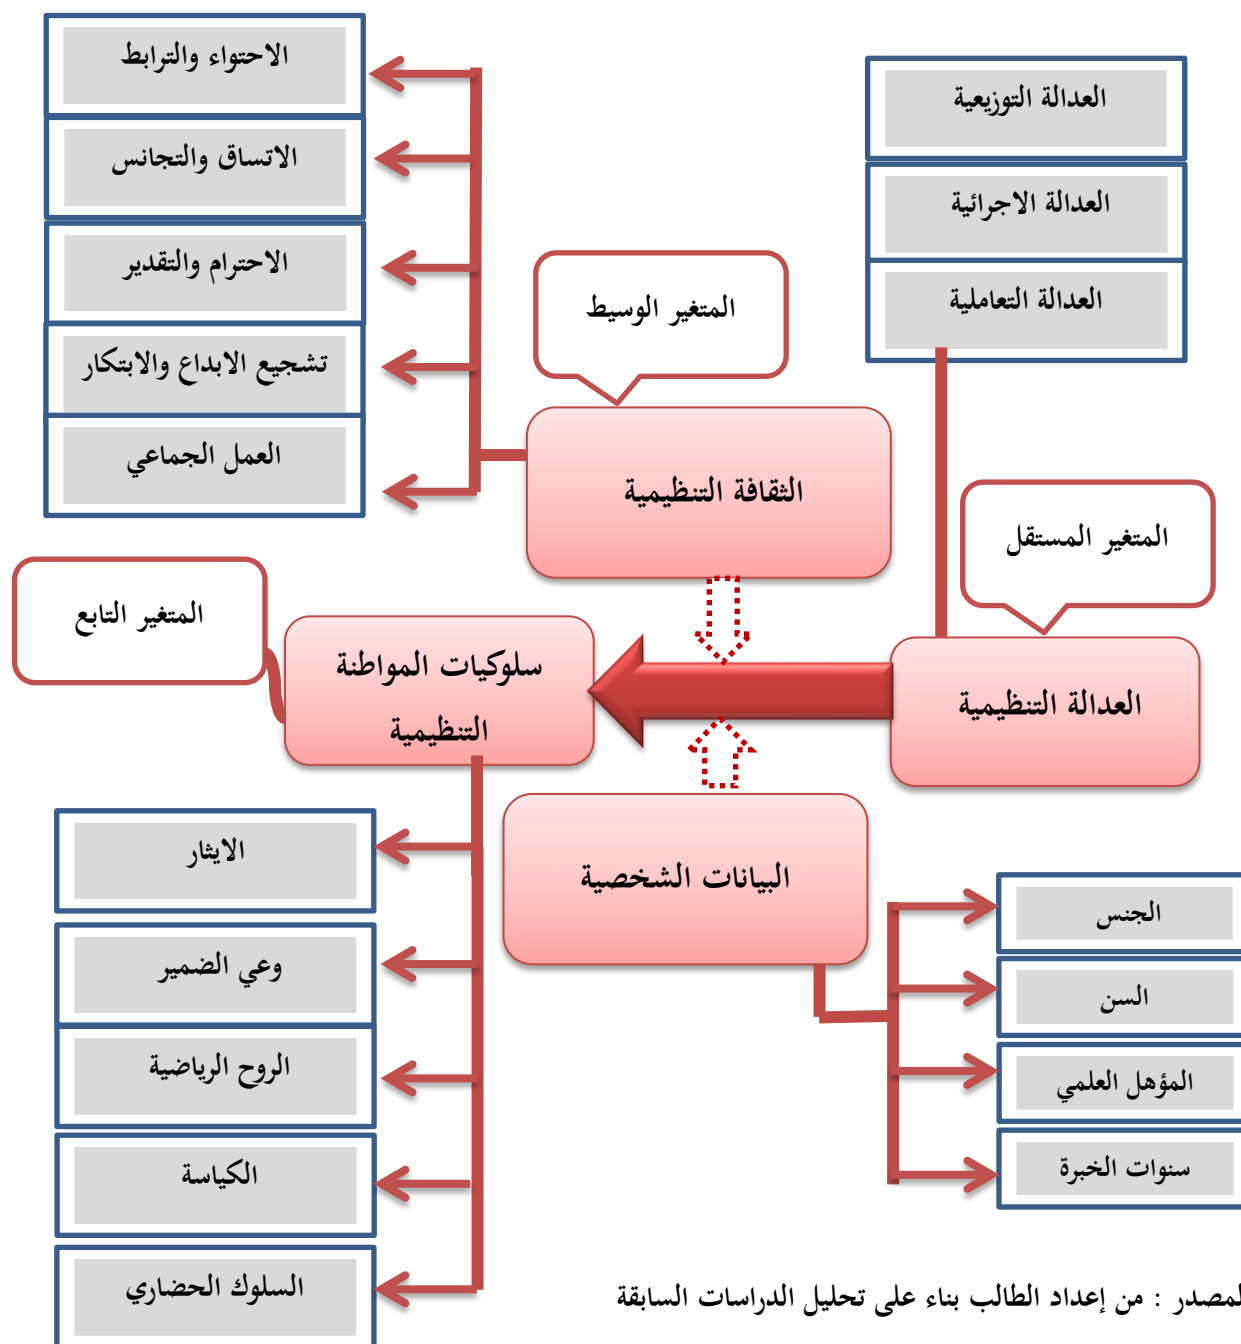 العدالة التوزيعية
العدالة الاجرائية
العدالة التعاملية
الاحتواء والترابط
الاتساق والتجانس
الاحترام والتقدير
تشجيع الابداع والابتكار
العمل الجماعي
المتغير الوسيط
الثقافة التنظيمية
المتغير المستقل
العدالة التنظيمية
المتغير التابع
سلوكيات المواطنة
التنظيمية
البيانات الشخصية
الجنس
السن
المؤهل العلمي
سنوات الخبرة
الايثار
وعي الضمير
الروح الرياضية
الكياسة
السلوك الحضاري
لمصدر : من إعداد الطالب بناء على تحليل الدراسات السابقة